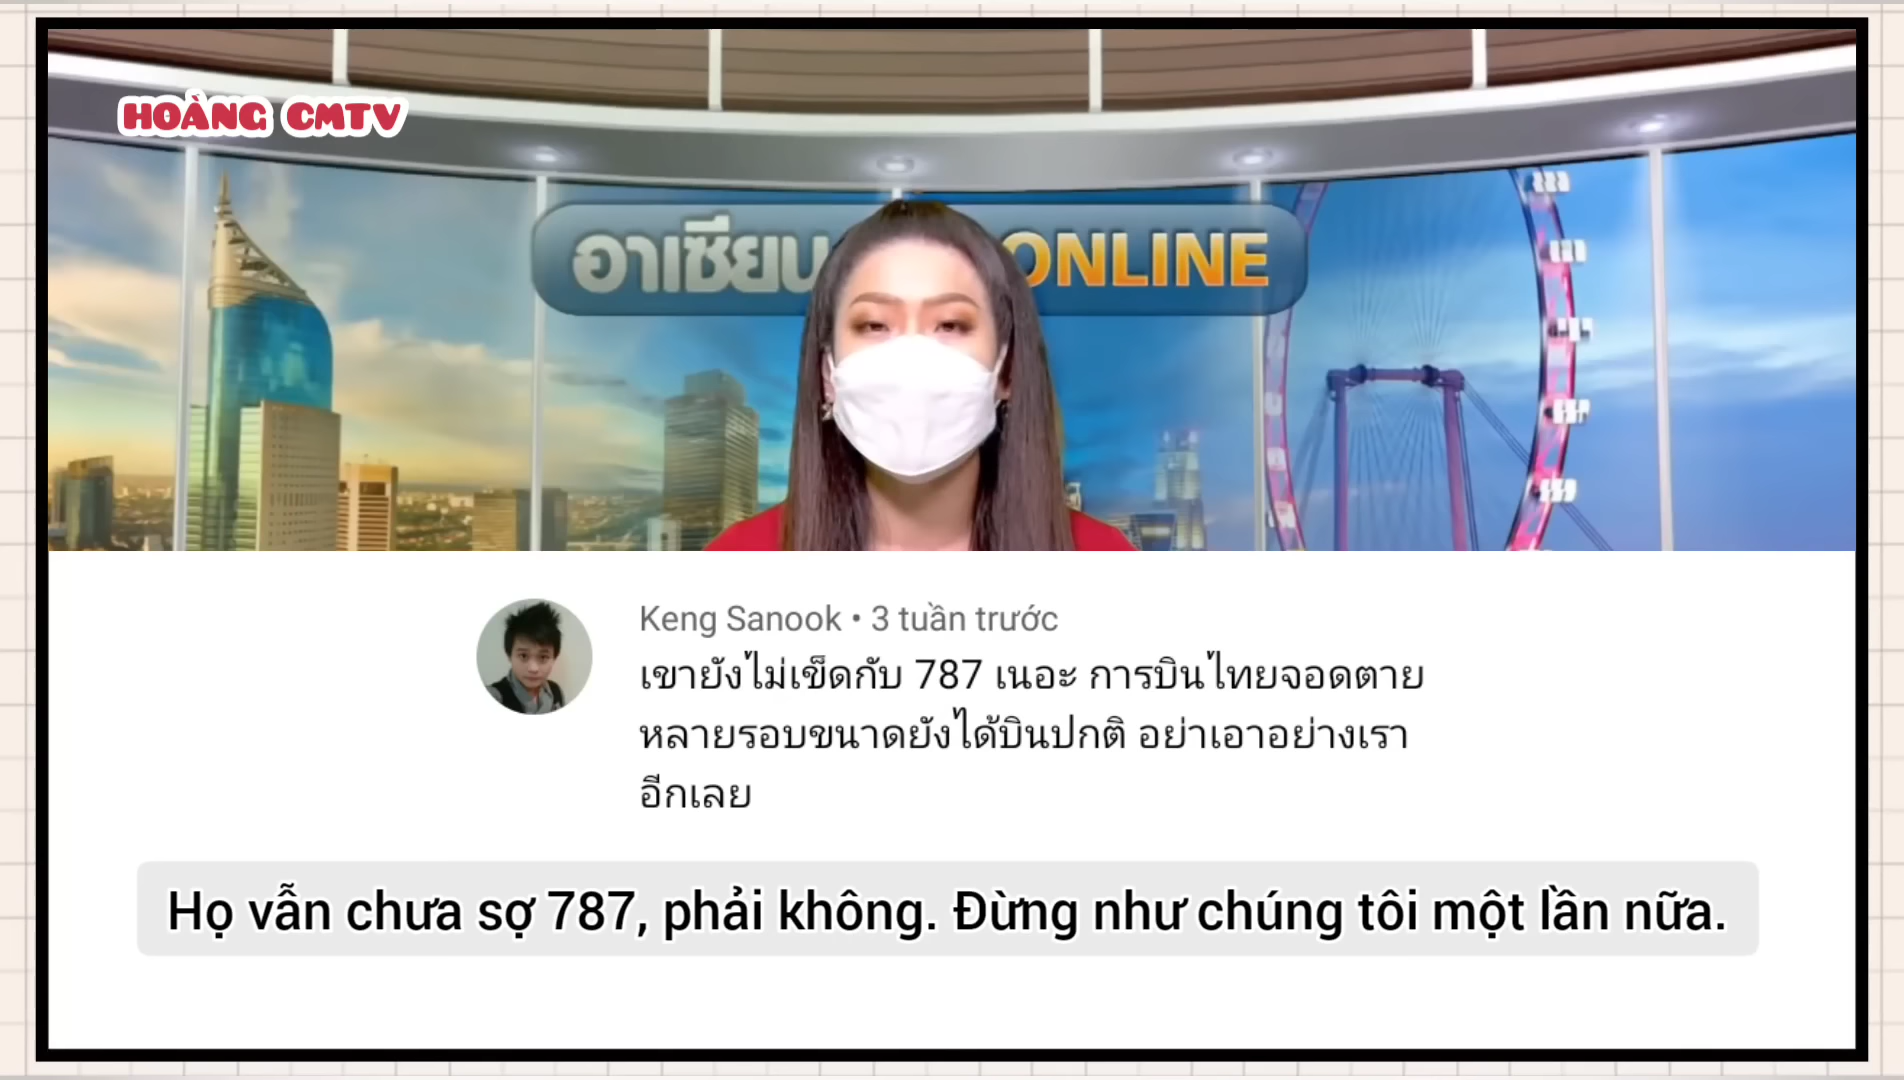 HOÀNG CMTV
อาเซียน ONLINE
Keng Sanook • 3 tuần trước
เขายังไม่เข็ดกับ 787 เนอะ การบินไทยจอดตาย
หลายรอบขนาดยังได้บินปกติ อย่าเอาอย่างเรา
อีกเลย
Họ vẫn chưa sợ 787, phải không. Đừng như chúng tôi một lần nữa.